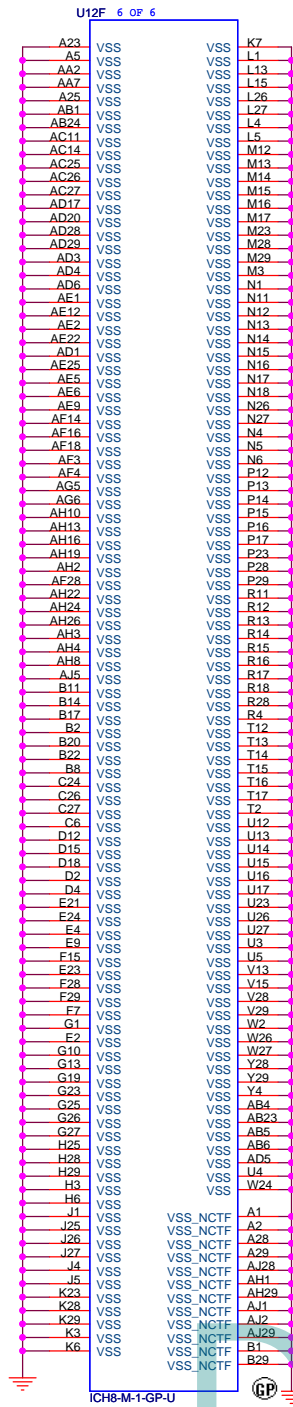 U12F 6 OF 6
A23 VSS VSS K7
A5 VSS VSS L1
AA2 VSS VSS L13
AA7 VSS VSS L15
A25 VSS VSS L26
AB1 VSS VSS L27
AB24 VSS VSS L4
AC11 VSS VSS L5
AC14 VSS VSS M12
AC25 VSS VSS M13
AC26 VSS VSS M14
AC27 VSS VSS M15
AD17 VSS VSS M16
AD20 VSS VSS M17
AD28 VSS VSS M23
AD29 VSS VSS M28
AD3 VSS VSS M29
AD4 VSS VSS M3
AD6 VSS VSS N1
AE1 VSS VSS N11
AE12 VSS VSS N12
AE2 VSS VSS N13
AE22 VSS VSS N14
AD1 VSS VSS N15
AE25 VSS VSS N16
AE5 VSS VSS N17
AE6 VSS VSS N18
AE9 VSS VSS N26
AF14 VSS VSS N27
AF16 VSS VSS N4
AF18 VSS VSS N5
AF3 VSS VSS N6
AF4 VSS VSS P12
AG5 VSS VSS P13
AG6 VSS VSS P14
AH10 VSS VSS P15
AH13 VSS VSS P16
AH16 VSS VSS P17
AH19 VSS VSS P23
AH2 VSS VSS P28
AF28 VSS VSS P29
AH22 VSS VSS R11
AH24 VSS VSS R12
AH26 VSS VSS R13
AH3 VSS VSS R14
AH4 VSS VSS R15
AH8 VSS VSS R16
AJ5 VSS VSS R17
B11 VSS VSS R18
B14 VSS VSS R28
B17 VSS VSS R4
B2 VSS VSS T12
B20 VSS VSS T13
B22 VSS VSS T14
B8 VSS VSS T15
C24 VSS VSS T16
C26 VSS VSS T17
C27 VSS VSS T2
C6 VSS VSS U12
D12 VSS VSS U13
D15 VSS VSS U14
D18 VSS VSS U15
D2 VSS VSS U16
D4 VSS VSS U17
E21 VSS VSS U23
E24 VSS VSS U26
E4 VSS VSS U27
E9 VSS VSS U3
F15 VSS VSS U5
E23 VSS VSS V13
F28 VSS VSS V15
F29 VSS VSS V28
F7 VSS VSS V29
G1 VSS VSS W2
E2 VSS VSS W26
G10 VSS VSS W27
G13 VSS VSS Y28
G19 VSS VSS Y29
G23 VSS VSS Y4
G25 VSS VSS AB4
G26 VSS VSS AB23
G27 VSS VSS AB5
H25 VSS VSS AB6
H28 VSS VSS AD5
H29 VSS VSS U4
H3 VSS VSS W24
H6 VSS
J1 VSS VSS_NCTF A1
J25 VSS VSS_NCTF A2
J26 VSS VSS_NCTF A28
J27 VSS VSS_NCTF A29
J4 VSS VSS_NCTF AJ28
J5 VSS VSS_NCTF AH1
K23 VSS VSS_NCTF AH29
K28 VSS VSS_NCTF AJ1
K29 VSS VSS_NCTF AJ2
K3 VSS VSS_NCTF AJ29
K6 VSS VSS_NCTF B1
VSS_NCTF B29
GP
ICH8-M-1-GP-U